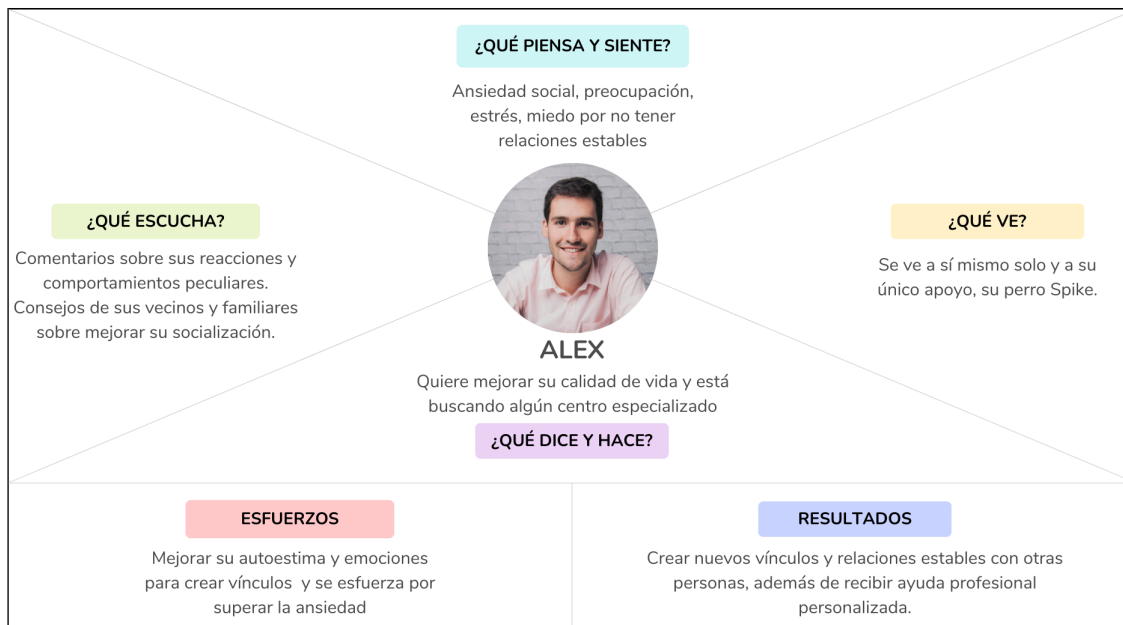 ¿QUÉ PIENSA Y SIENTE?
Ansiedad social, preocupación,
estrés, miedo por no tener
relaciones estables
¿QUÉ ESCUCHA?
Comentarios sobre sus reacciones y
comportamientos peculiares.
Consejos de sus vecinos y familiares
sobre mejorar su socialización.
¿QUÉ VE?
Se ve a sí mismo solo y a su
único apoyo, su perro Spike.
ALEX
Quiere mejorar su calidad de vida y está
buscando algún centro especializado
¿QUÉ DICE Y HACE?
ESFUERZOS
Mejorar su autoestima y emociones
para crear vínculos y se esfuerza por
superar la ansiedad
RESULTADOS
Crear nuevos vínculos y relaciones estables con otras
personas, además de recibir ayuda profesional
personalizada.